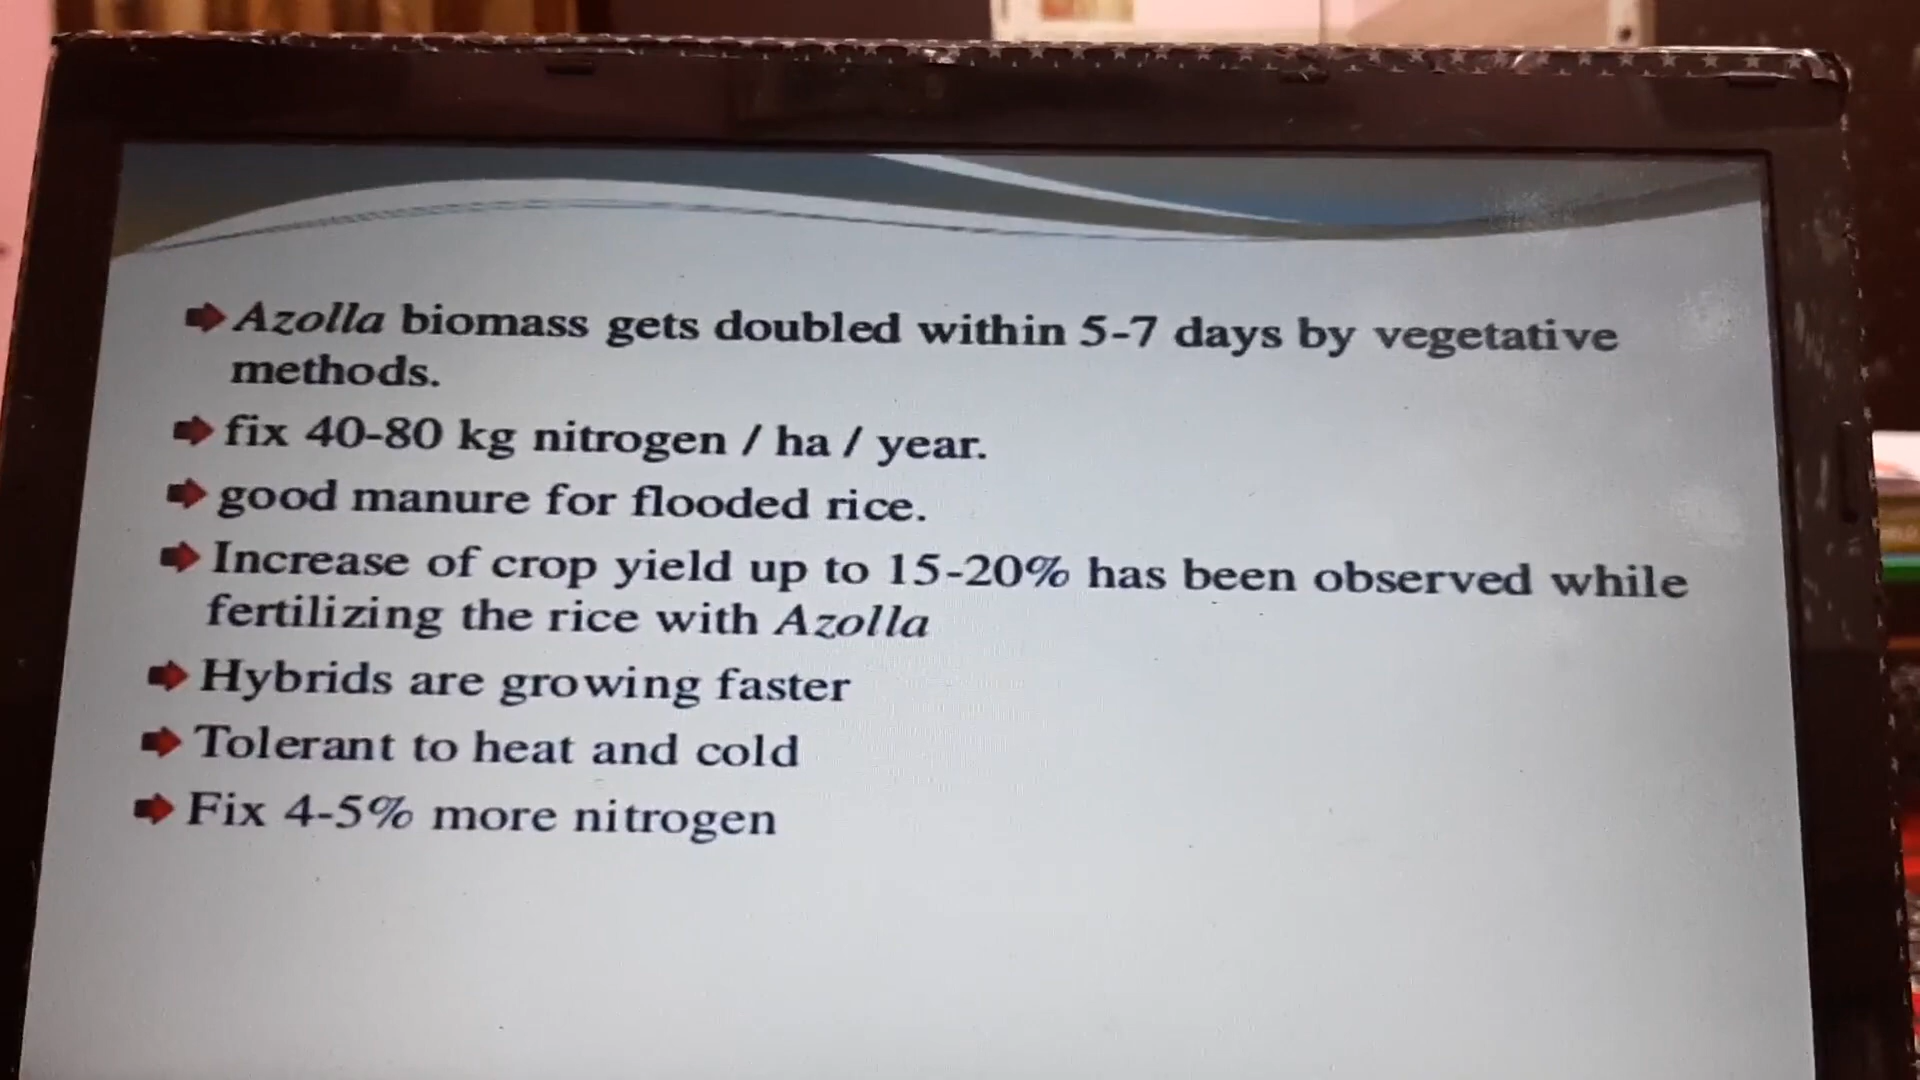 Azolla biomass gets doubled within 5-7 days by vegetative
methods.
fix 40-80 kg nitrogen / ha / year.
good manure for flooded rice.
Increase of crop yield up to 15-20% has been observed while
fertilizing the rice with Azolla
Hybrids are growing faster
Tolerant to heat and cold
Fix 4-5% more nitrogen